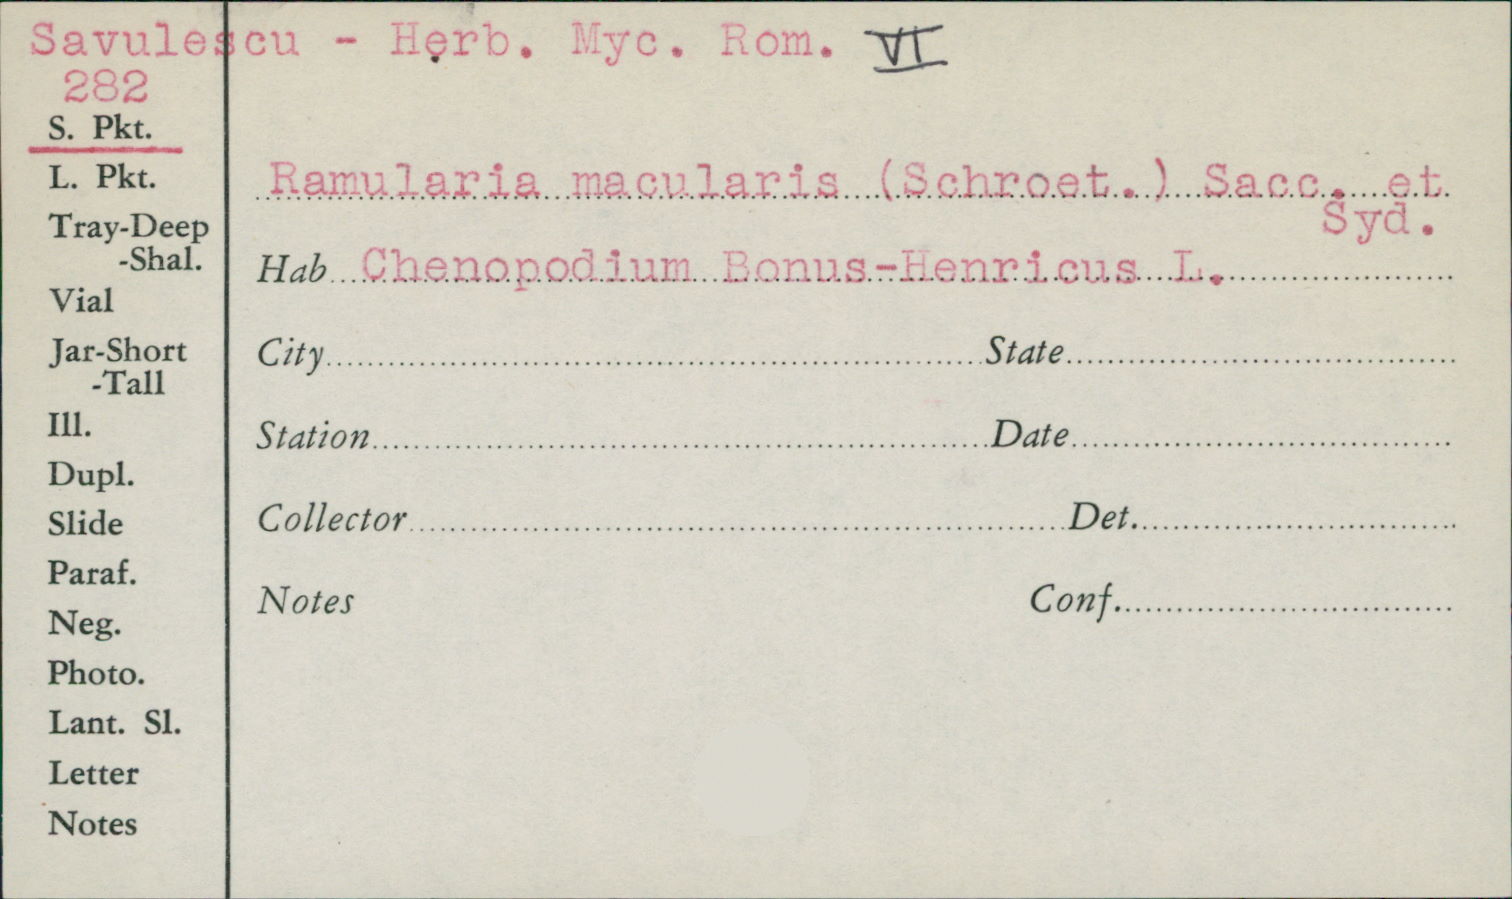 Savulescu - Herb. Myc. Rom. VI
282
S. Pkt.
L. Pkt.
Tray-Deep
-Shal.
Vial
Jar-Short
-Tall
Ill.
Dupl.
Slide
Paraf.
Neg.
Photo.
Lant. Sl.
Letter
Notes
Ramularia macularis (Schroet.) Sacc. et
Syd.
Hab Chenopodium Bonus-Henricus L.
City State
Station Date
Collector Det.
Notes Conf.